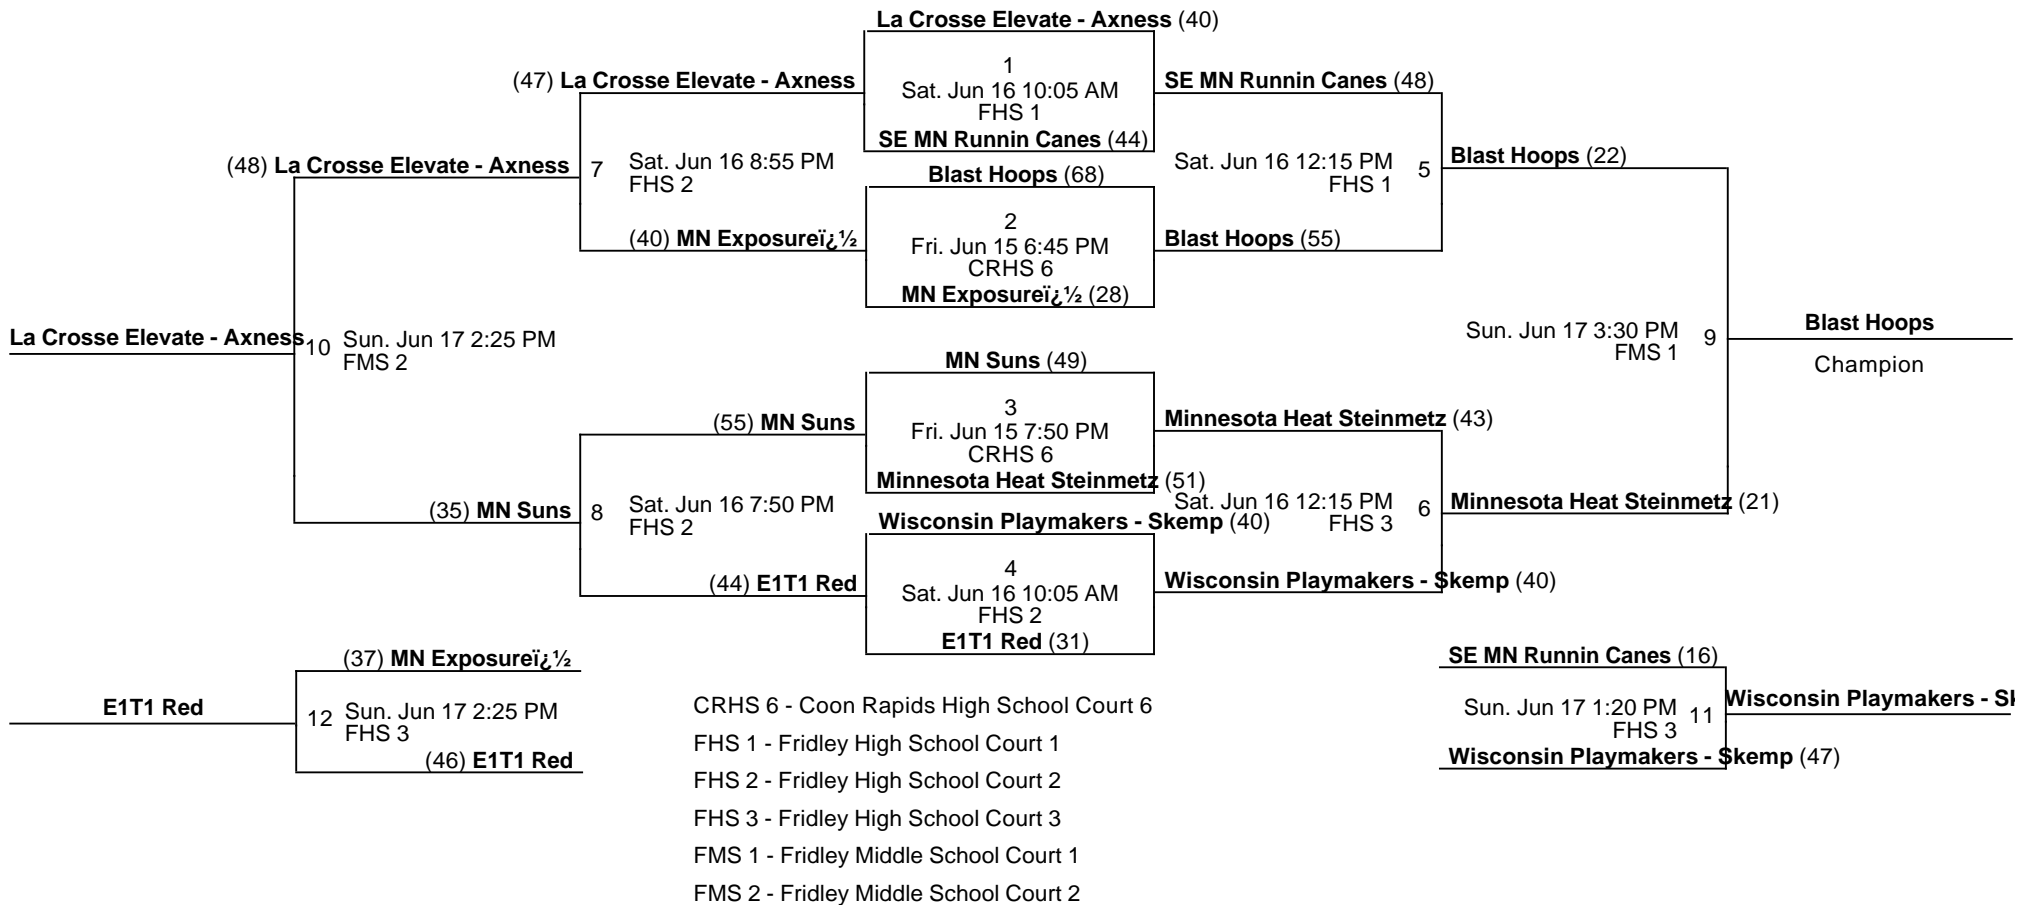 La Crosse Elevate - Axness (40)
1
Sat. Jun 16 10:05 AM
FHS 1
SE MN Runnin Canes (44)
(47) La Crosse Elevate - Axness
SE MN Runnin Canes (48)
(48) La Crosse Elevate - Axness
7 Sat. Jun 16 8:55 PM
FHS 2
Sat. Jun 16 12:15 PM 5
FHS 1
Blast Hoops (22)
Blast Hoops (68)
2
Fri. Jun 15 6:45 PM
CRHS 6
MN Exposureï¿½ (28)
(40) MN Exposureï¿½
Blast Hoops (55)
La Crosse Elevate - Axness
10 Sun. Jun 17 2:25 PM
FMS 2
Sun. Jun 17 3:30 PM 9
FMS 1
Blast Hoops
Champion
MN Suns (49)
3
Fri. Jun 15 7:50 PM
CRHS 6
Minnesota Heat Steinmetz (51)
(55) MN Suns
Minnesota Heat Steinmetz (43)
(35) MN Suns
8 Sat. Jun 16 7:50 PM
FHS 2
Sat. Jun 16 12:15 PM 6
FHS 3
Minnesota Heat Steinmetz (21)
Wisconsin Playmakers - Skemp (40)
4
Sat. Jun 16 10:05 AM
FHS 2
E1T1 Red (31)
(44) E1T1 Red
Wisconsin Playmakers - Skemp (40)
(37) MN Exposureï¿½
E1T1 Red
12 Sun. Jun 17 2:25 PM
FHS 3
(46) E1T1 Red
SE MN Runnin Canes (16)
Sun. Jun 17 1:20 PM 11
FHS 3
Wisconsin Playmakers - Sk
Wisconsin Playmakers - Skemp (47)
CRHS 6 - Coon Rapids High School Court 6
FHS 1 - Fridley High School Court 1
FHS 2 - Fridley High School Court 2
FHS 3 - Fridley High School Court 3
FMS 1 - Fridley Middle School Court 1
FMS 2 - Fridley Middle School Court 2